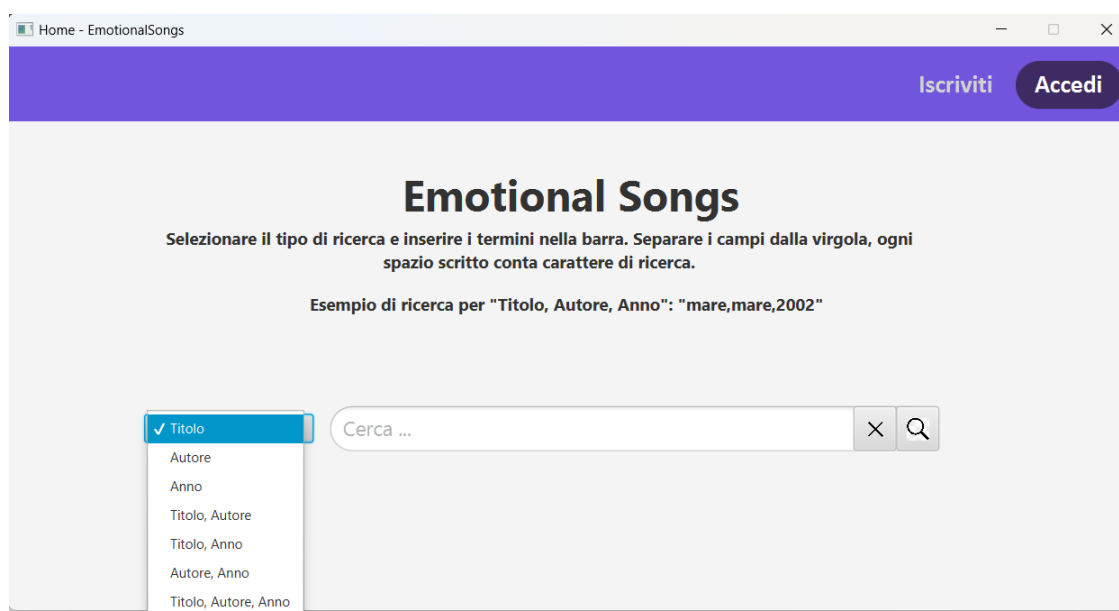 Home - EmotionalSongs
Iscriviti
Accedi
Emotional Songs
Selezionare il tipo di ricerca e inserire i termini nella barra. Separare i campi dalla virgola, ogni
spazio scritto conta carattere di ricerca.
Esempio di ricerca per "Titolo, Autore, Anno": "mare,mare,2002"
Cerca ...
Titolo
Autore
Anno
Titolo, Autore
Titolo, Anno
Autore, Anno
Titolo, Autore, Anno